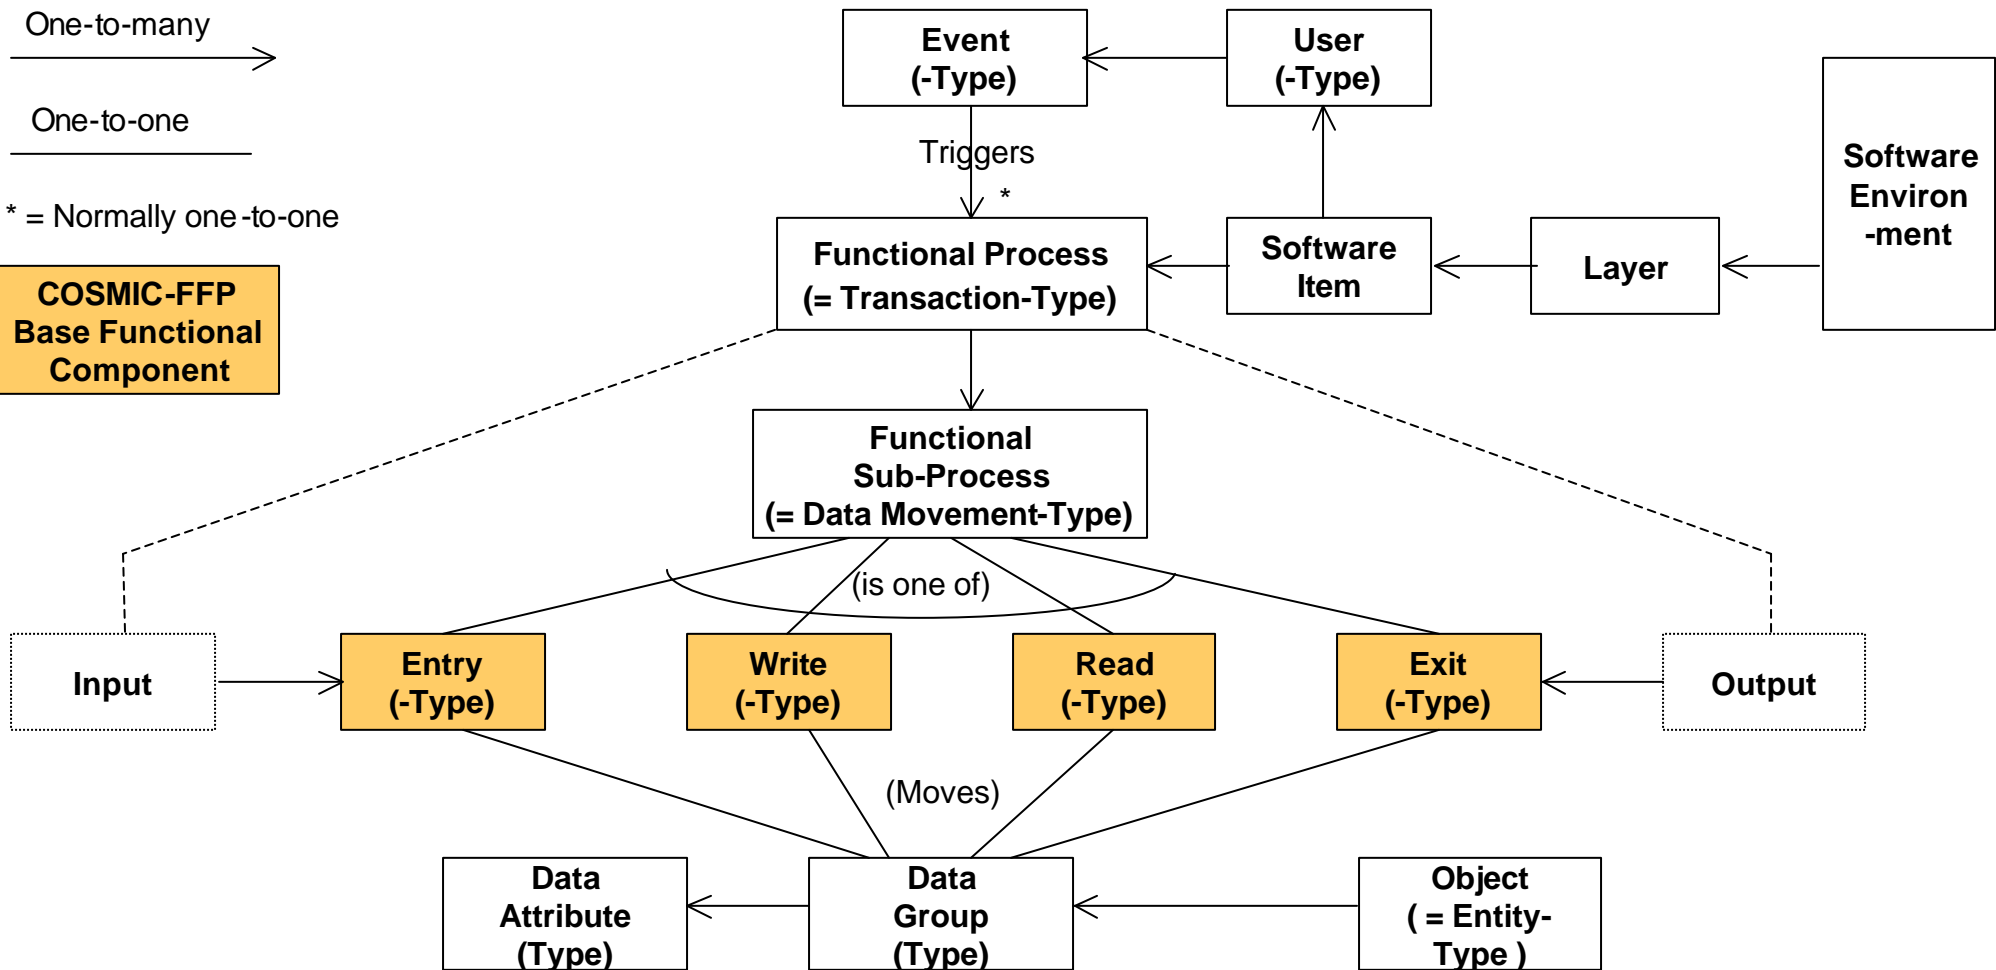 One-to-many
One-to-one
* = Normally one-to-one
COSMIC-FFP
Base Functional
Component
Event
(-Type)
User
(-Type)
Software
Environ
-ment
Triggers
*
Functional Process
(= Transaction-Type)
Software
Item
Layer
Functional
Sub-Process
(= Data Movement-Type)
(is one of)
Input
Entry
(-Type)
Write
(-Type)
Read
(-Type)
Exit
(-Type)
Output
(Moves)
Data
Attribute
(Type)
Data
Group
(Type)
Object
( = Entity-
Type )